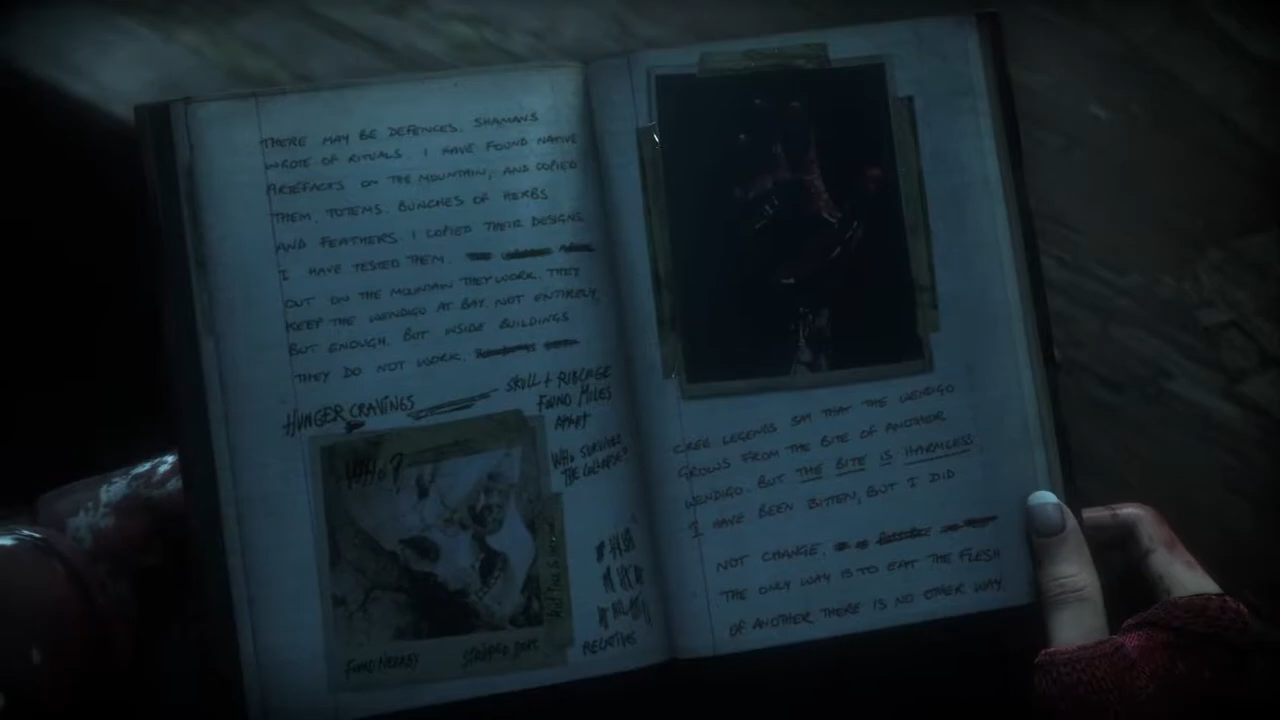 THERE MAY BE DEFENCES. SHAMANS
WROTE OF RITUALS. I HAVE FOUND NATIVE
ARTEFACTS ON THE MOUNTAIN, AND COPIED
THEM, TOTEMS. BUNCHES OF HERBS
AND FEATHERS. I COPIED THEIR DESIGNS
I HAVE TESTED THEM.
OUT ON THE MOUNTAIN THEY WORK. THEY
KEEP THE WENDIGO AT BAY. NOT ENTIRELY,
BUT ENOUGH. BUT INSIDE BUILDINGS
THEY DO NOT WORK.
HUNGER CRAVINGS
SKULL + RIBCAGE
FOUND MILES
APART
WHO SURVIVED
THE COLLAPSE?
WHO?
RELATIVE
FOUND NEARBY
STRIPPED
CREE LEGENDS SAY THAT THE WENDIGO
GROWS FROM THE BITE OF ANOTHER
WENDIGO. BUT THE BITE IS HARMLESS.
I HAVE BEEN BITTEN, BUT I DID
NOT CHANGE.
THE ONLY WAY IS TO EAT THE FLESH
OF ANOTHER. THERE IS NO OTHER WAY.